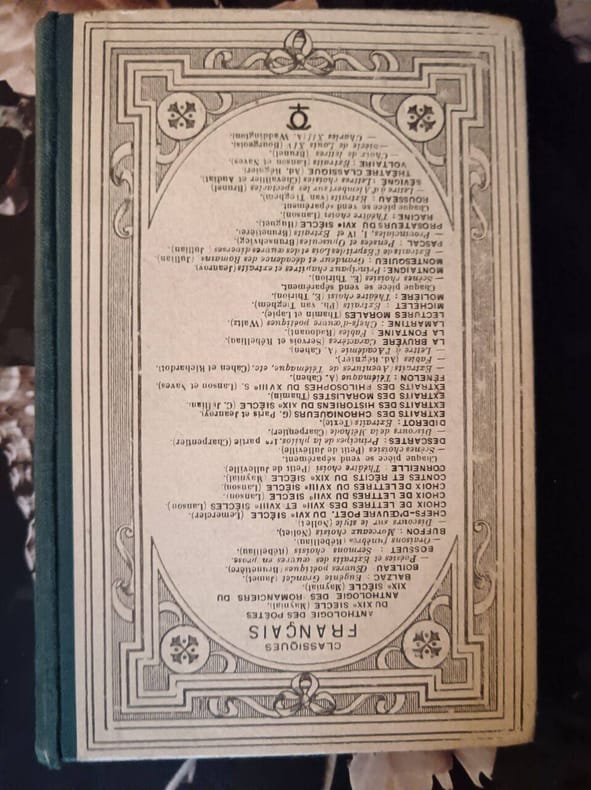 CLASSIQUES
FRANÇAIS
ANTHOLOGIE DES POÈTES
DU XIXe SIÈCLE (Maynial).
ANTHOLOGIE DES ROMANCIERS DU
XIXe SIÈCLE (Maynial)
BALZAC Eugénie Grandet (Janet).
BOILEAU Œuvres poétiques (Brunetière).
— Poésies et Extraits des œuvres en prose.
BOSSUET : Sermons choisis (Rébelliau).
— Oraisons funèbres (Rébelliau).
BUFFON : Morceaux choisis (Nollet).
— Discours sur le style (Nollet)
CHEFS-D'ŒUVRE POÉT. DU XVIe SIÈCLE (Lemercier).
CHOIX DE LETTRES DES XVIIe ET XVIIIe SIÈCLES (Lanson)
CHOIX DE LETTRES DU XVIIe SIÈCLE (Lanson).
CHOIX DE LETTRES DU XVIIIe SIÈCLE (Lanson).
CONTES ET RÉCITS DU XIXe SIÈCLE (Maynial)
CORNEILLE : Théâtre choisi (Petit de Julleville).
Chaque pièce se vend séparément.
— Scènes choisies (Petit de Julleville)
DESCARTES : Principes de la philos. 1re partie (Charpentier).
— Discours de la Méthode (Charpentier).
DIDEROT : Extraits (Texte).
EXTRAITS DES CHRONIQUEURS (G. Paris et Jeanroy).
EXTRAITS DES HISTORIENS DU XIXe SIÈCLE (C. Jullian.
EXTRAITS DES MORALISTES (Thamin).
EXTRAITS DES PHILOSOPHES DU XVIIIe S. (Lanson et Naves).
FÉNELON : Télémaque (A. Cahen).
— Extraits Aventures de Télémaque, etc. (Cahen et Richardot)
— Fables (Ad. Régnier).
— Lettre à l'Académie (A. Cahen).
LA BRUYÈRE Caractères (Servois et Rébelliau)
LA FONTAINE : Fables (Radouant).
LAMARTINE : Chefs-d'œuvre poétiques (Waltz).
LECTURES MORALES (Thamin et Lapie).
MICHELET : Extraits (Ph. van Tieghem).
MOLIÈRE : Théâtre choisi (E. Thirion).
Chaque pièce se vend séparément.
— Scènes choisies (E. Thirion).
MONTAIGNE : Principaux chapitres et extraits (Jeanroy)
MONTESQUIEU : Grandeur et décadence des Romains (Jullian).
— Extraits de l'Esprit des Lois et des œuvres diverses (Jullian)
PASCAL : Pensées et Opuscules (Brunschvicg).
— Provinciales, I, IV et Extraits (Brunetière).
PROSATEURS DU XVIe SIÈCLE (Huguet).
RACINE : Théâtre choisi (Lanson).
Chaque pièce se vend séparément.
ROUSSEAU : Extraits (van Tieghem).
— Lettre à d'Alembert sur les spectacles (Brunel)
SÉVIGNÉ : Lettres choisies (Chevaillier et Audiat)
THÉÂTRE CLASSIQUE (Ad. Régnier.
VOLTAIRE : Extraits (Lanson et Naves)
— Choix de lettres (Brunel).
— Siècle de Louis XIV (Bourgeois).
— Charles XII (A. Waddington).